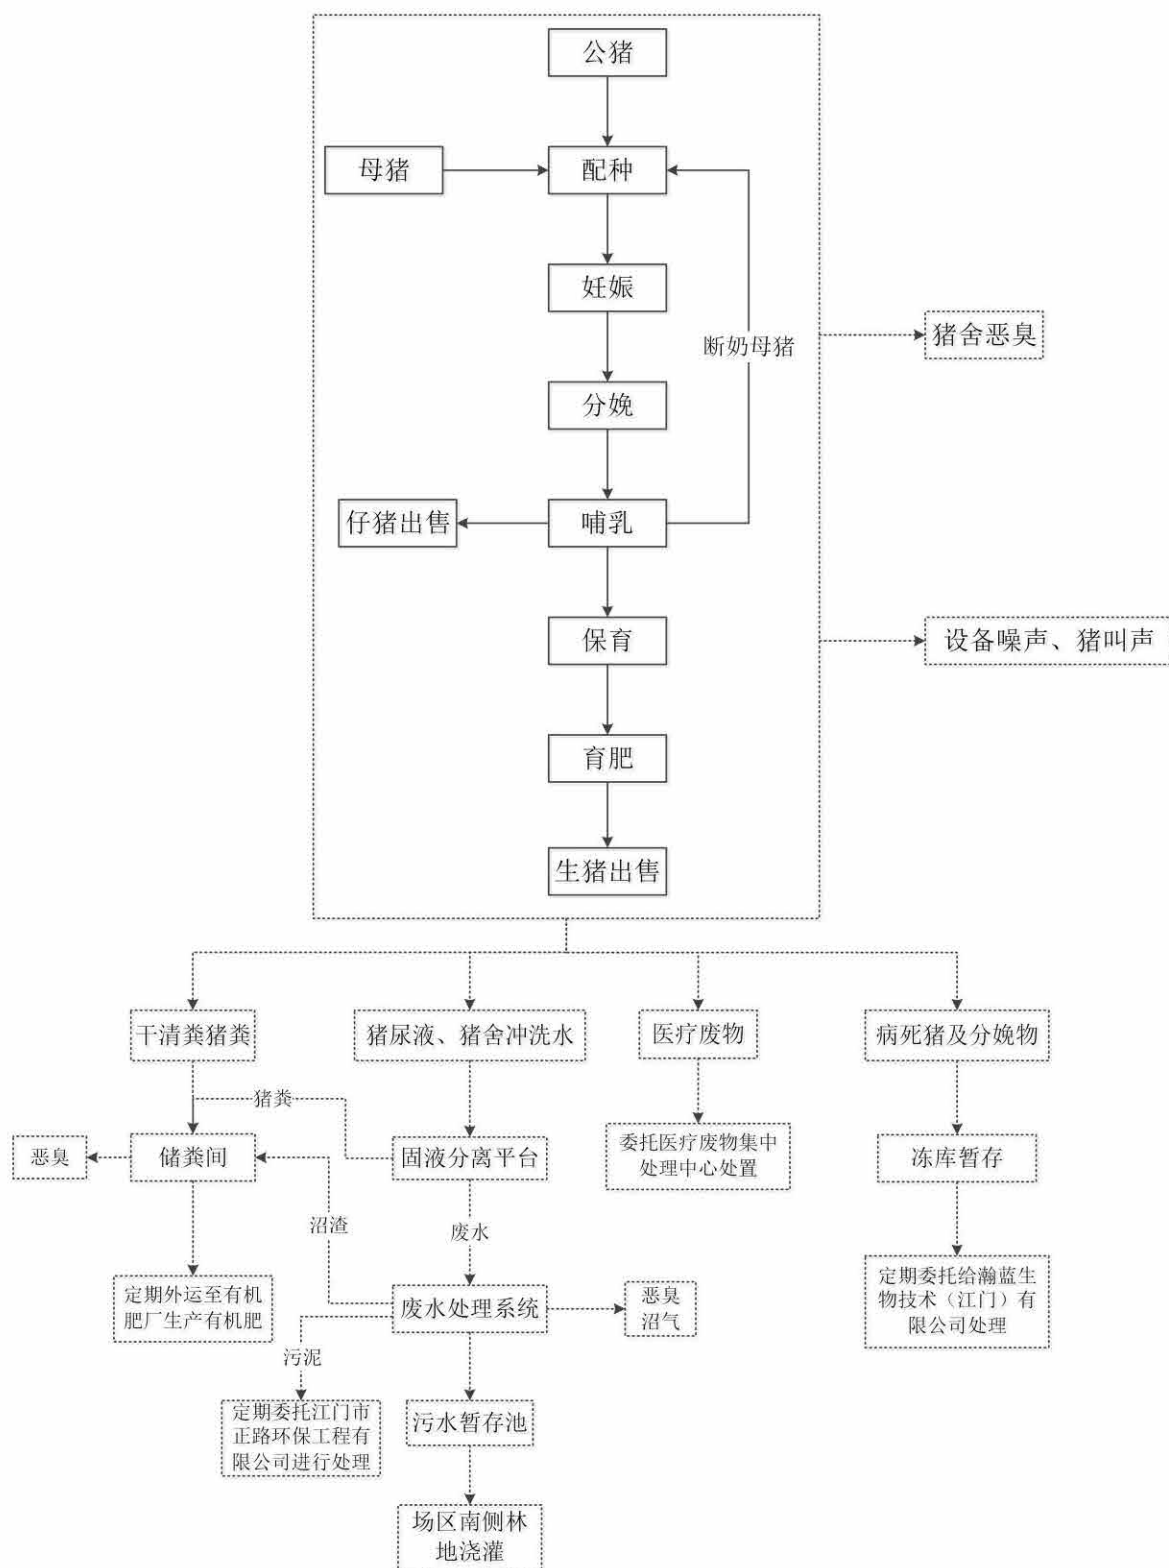 公猪
母猪
配种
妊娠
猪舍恶臭
断奶母猪
分娩
仔猪出售
哺乳
保育
设备噪声、猪叫声
育肥
生猪出售
干清粪猪粪
猪尿液、猪舍冲洗水
医疗废物
病死猪及分娩物
猪粪
恶臭
储粪间
固液分离平台
委托医疗废物集中
处理中心处置
冻库暂存
沼渣
废水
定期外运至有机
肥厂生产有机肥
废水处理系统
恶臭
沼气
定期委托给瀚蓝生
物技术（江门）有
限公司处理
污泥
定期委托江门市
正路环保工程有
限公司进行处理
污水暂存池
场区南侧林
地浇灌